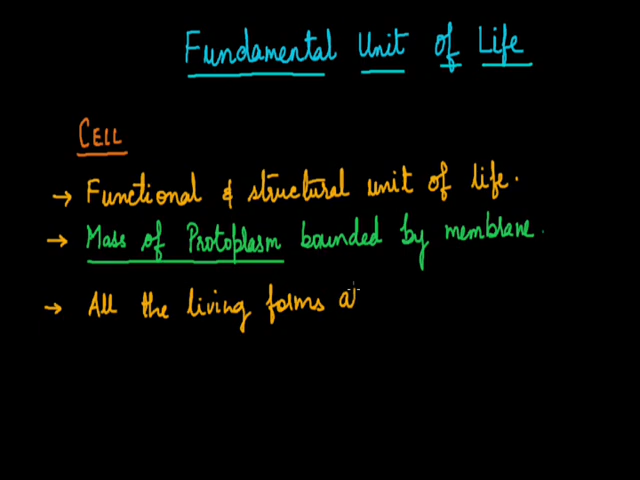 Fundamental Unit of Life
CELL
→ Functional & structural unit of life.
→ Mass of Protoplasm bounded by membrane.
→ All the living forms a